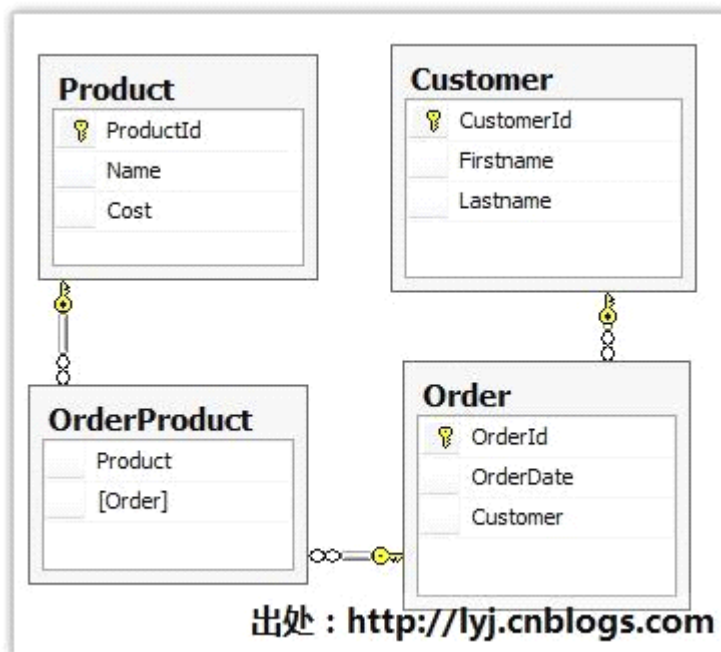 Product
ProductId
Name
Cost
Customer
CustomerId
Firstname
Lastname
OrderProduct
Product
[Order]
Order
OrderId
OrderDate
Customer
出处：http://lyj.cnblogs.com